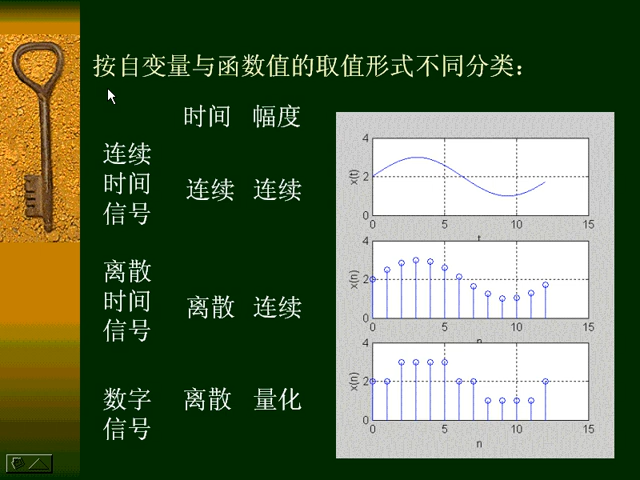 按自变量与函数值的取值形式不同分类：
时间 幅度
连续
时间
信号
连续 连续
离散
时间
信号
离散 连续
数字
信号
离散 量化
4
2
0
x(t)
0 5 10 15
t
4
2
0
x(n)
0 5 10 15
n
4
2
0
x(n)
0 5 10 15
n